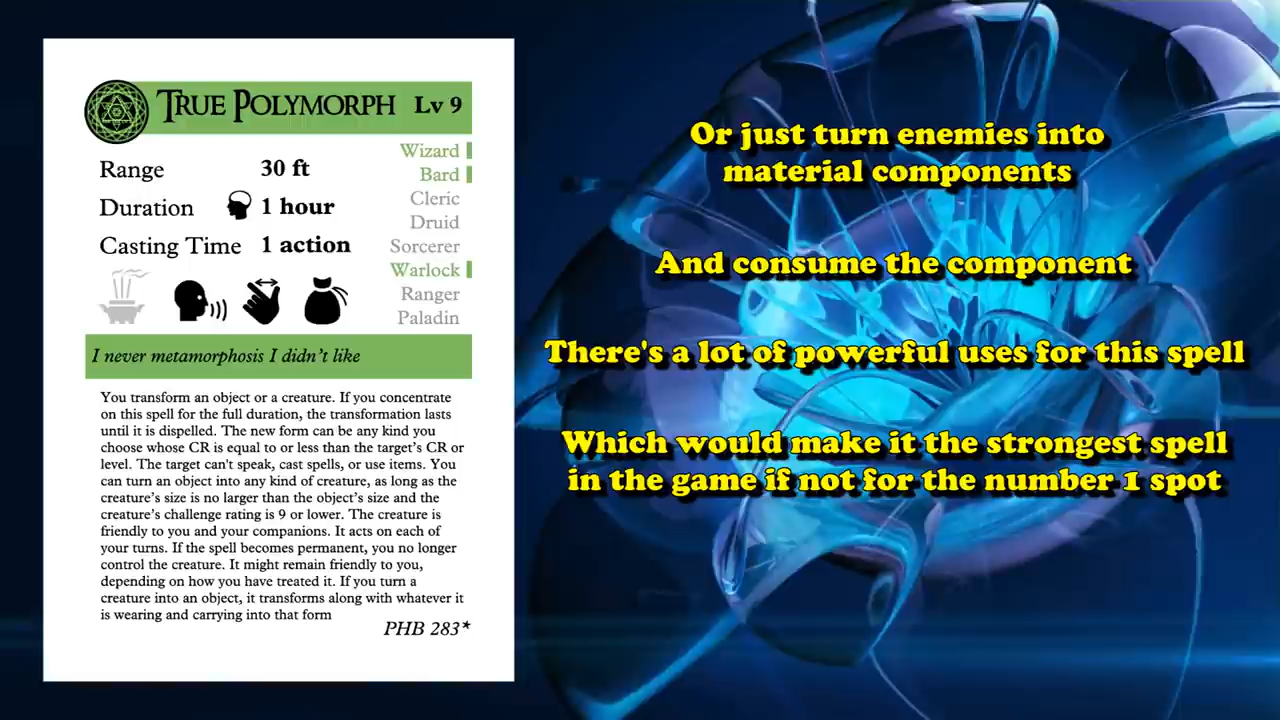 TRUE POLYMORPH Lv 9
Range 30 ft
Duration 1 hour
Casting Time 1 action
Wizard
Bard
Cleric
Druid
Sorcerer
Warlock
Ranger
Paladin
I never metamorphosis I didn't like
You transform an object or a creature. If you concentrate
on this spell for the full duration, the transformation lasts
until it is dispelled. The new form can be any kind you
choose whose CR is equal to or less than the target's CR or
level. The target can't speak, cast spells, or use items. You
can turn an object into any kind of creature, as long as the
creature's size is no larger than the object's size and the
creature's challenge rating is 9 or lower. The creature is
friendly to you and your companions. It acts on each of
your turns. If the spell becomes permanent, you no longer
control the creature. It might remain friendly to you,
depending on how you have treated it. If you turn a
creature into an object, it transforms along with whatever it
is wearing and carrying into that form
PHB 283*
Or just turn enemies into
material components
And consume the component
There's a lot of powerful uses for this spell
Which would make it the strongest spell
in the game if not for the number 1 spot